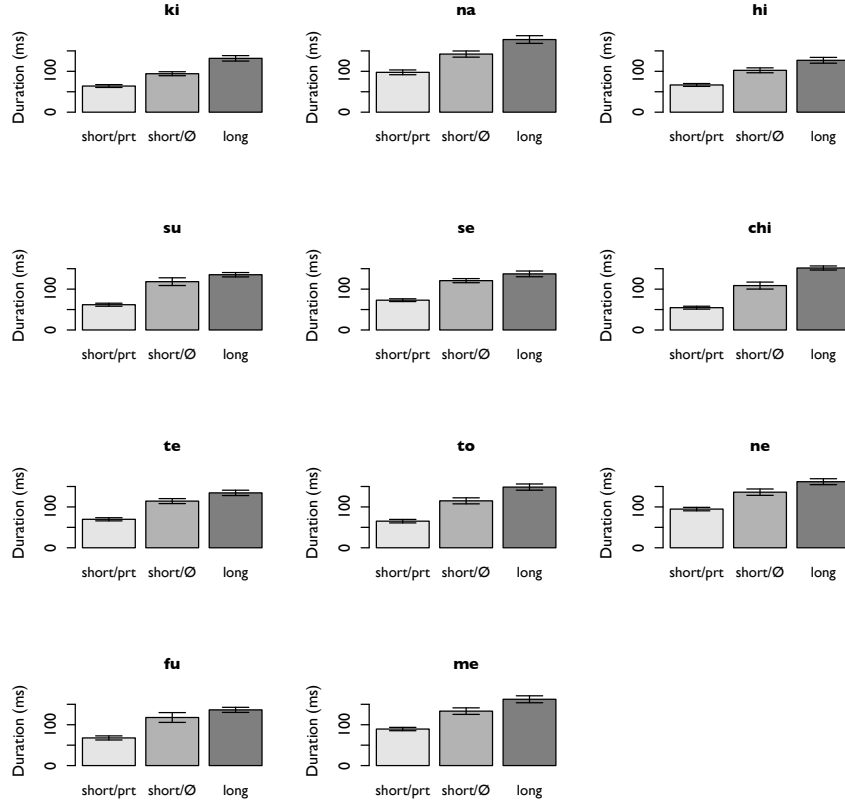 ki
Duration (ms)
0 100
short/prt short/Ø long
na
Duration (ms)
0 100
short/prt short/Ø long
hi
Duration (ms)
0 100
short/prt short/Ø long
su
Duration (ms)
0 100
short/prt short/Ø long
se
Duration (ms)
0 100
short/prt short/Ø long
chi
Duration (ms)
0 100
short/prt short/Ø long
te
Duration (ms)
0 100
short/prt short/Ø long
to
Duration (ms)
0 100
short/prt short/Ø long
ne
Duration (ms)
0 100
short/prt short/Ø long
fu
Duration (ms)
0 100
short/prt short/Ø long
me
Duration (ms)
0 100
short/prt short/Ø long